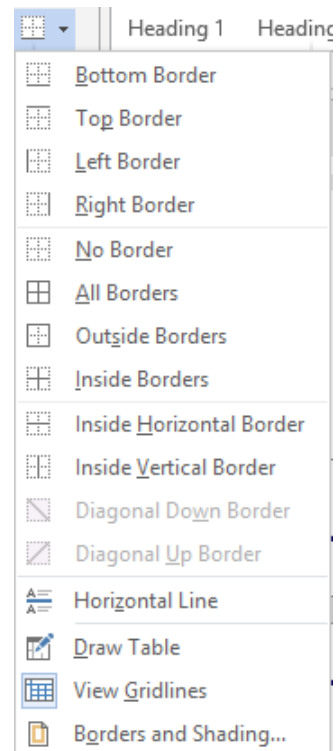 Heading 1 Heading
Bottom Border
Top Border
Left Border
Right Border
No Border
All Borders
Outside Borders
Inside Borders
Inside Horizontal Border
Inside Vertical Border
Diagonal Down Border
Diagonal Up Border
Horizontal Line
Draw Table
View Gridlines
Borders and Shading...